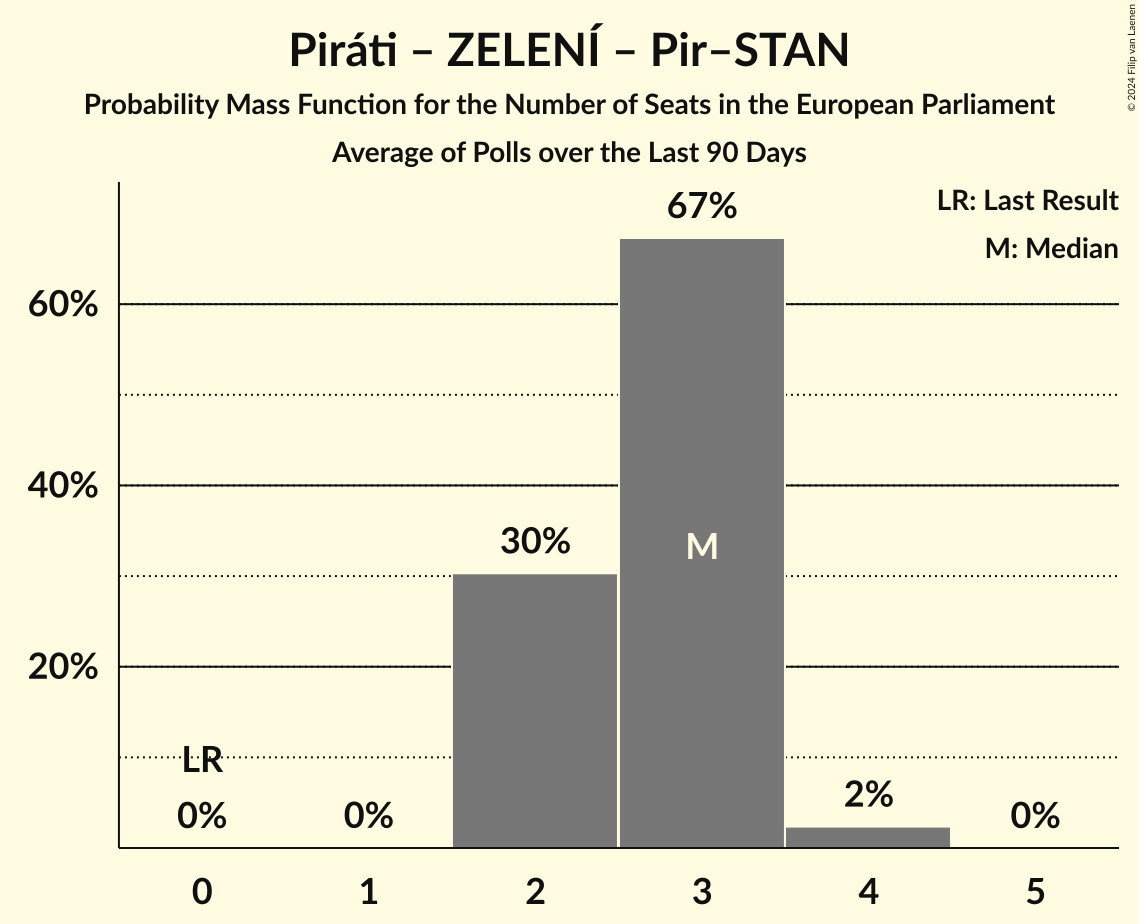 Piráti – ZELENÍ – Pir–STAN
Probability Mass Function for the Number of Seats in the European Parliament
Average of Polls over the Last 90 Days
© 2024 Filip van Laenen
LR: Last Result
M: Median
67%
60%
40%
30%
M
20%
LR
0%
0%
2%
0%
0
1
2
3
4
5